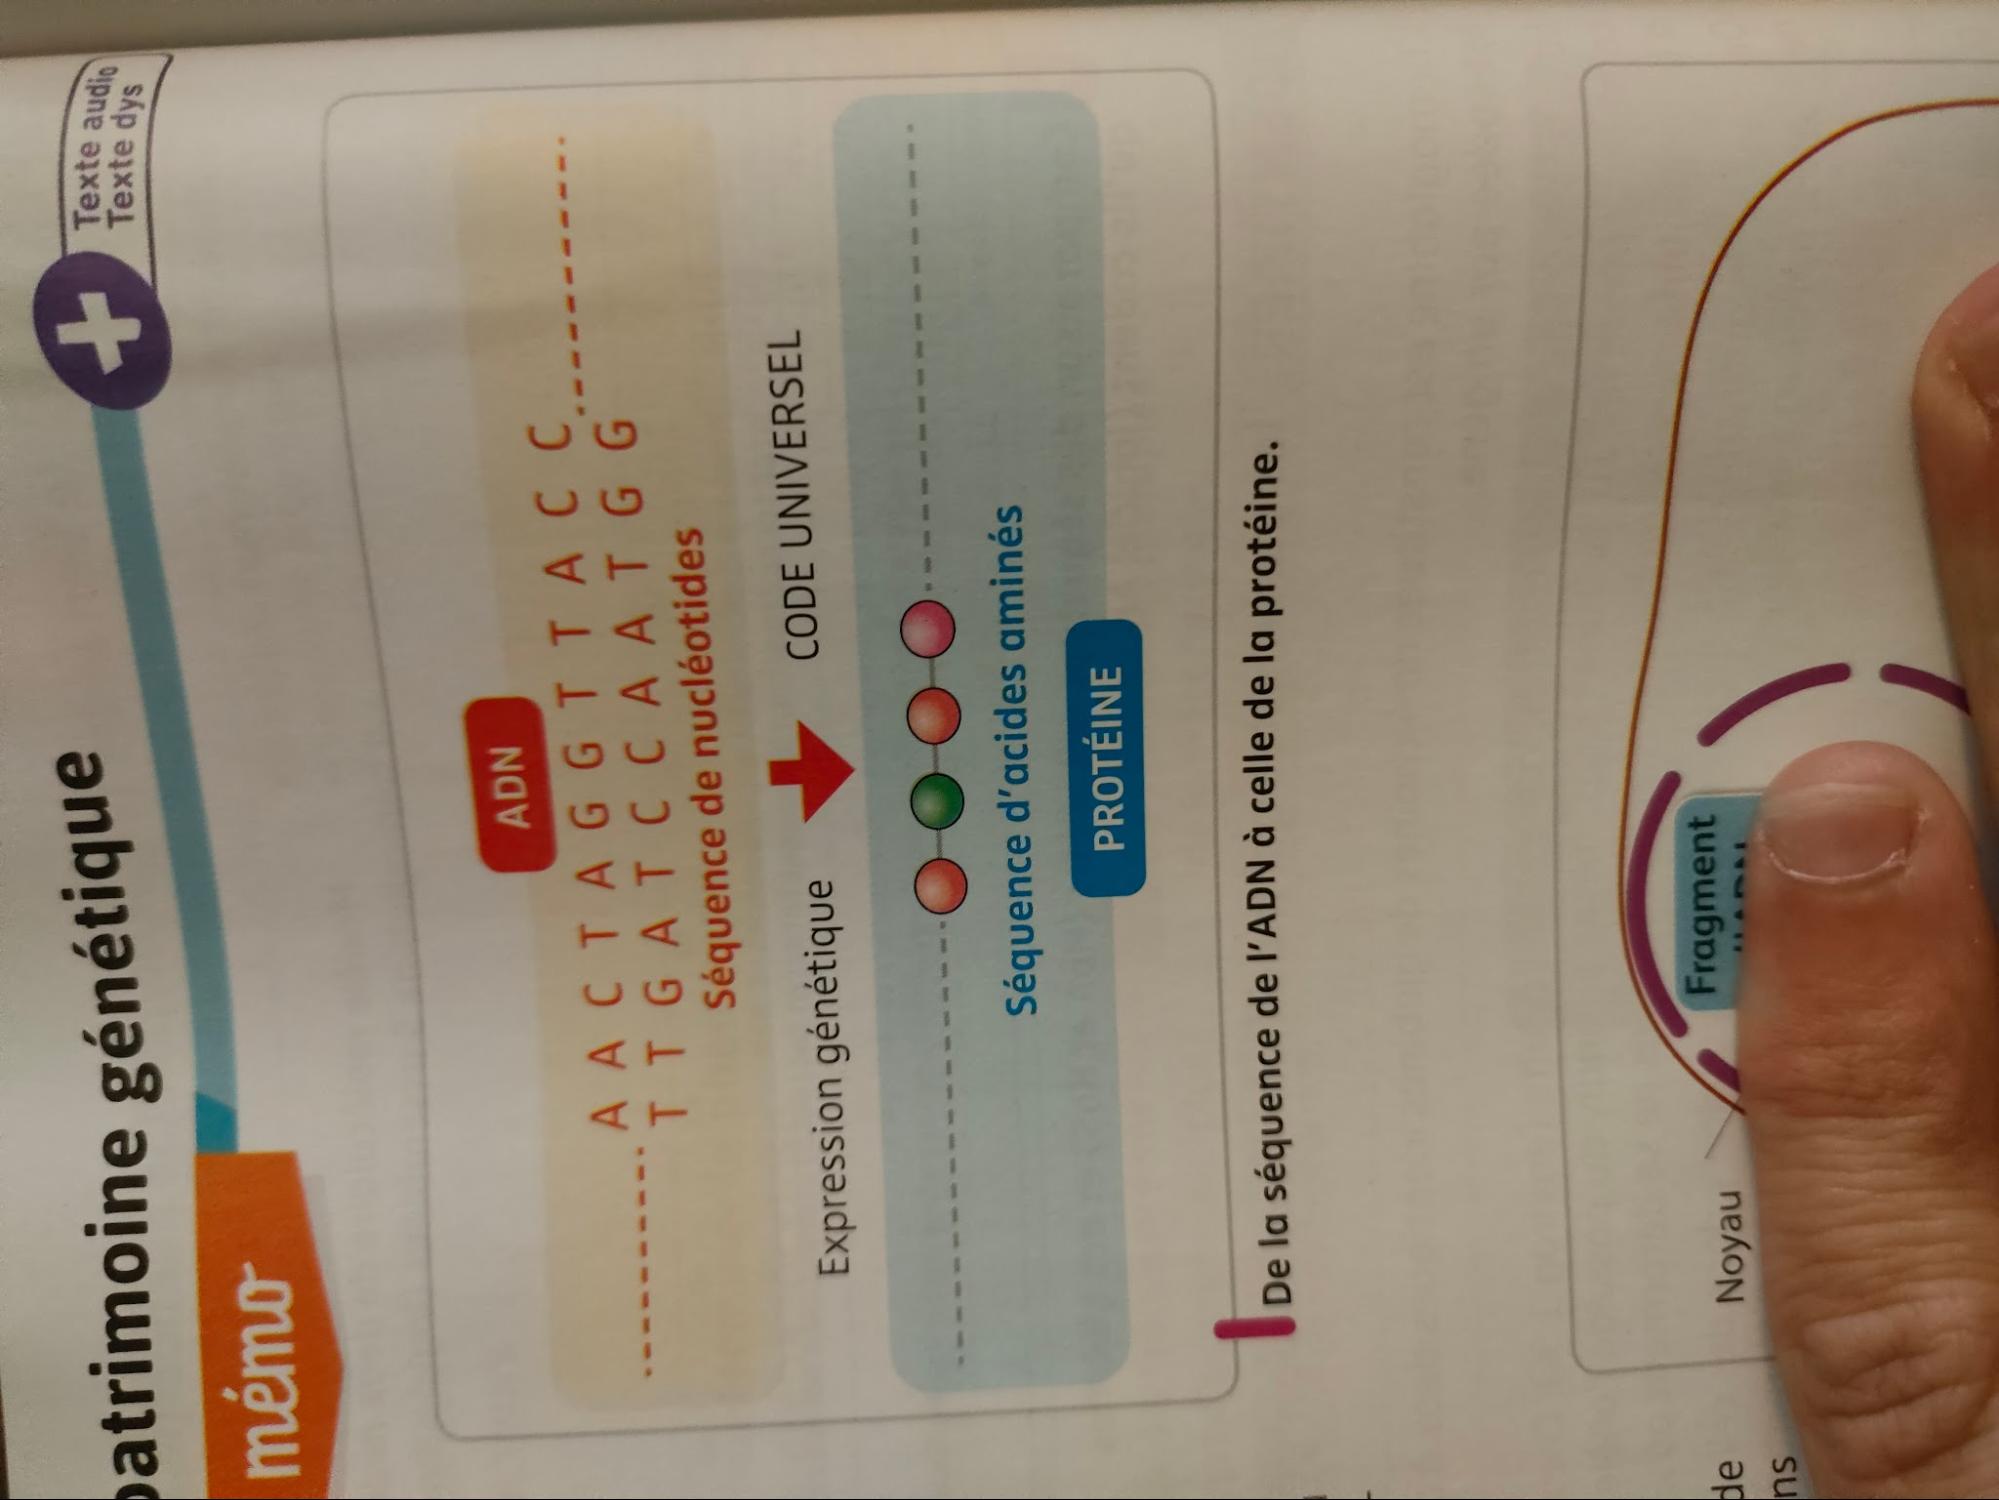 patrimoine génétique
Texte audio
Texte dys
mémo
ADN
A A C T A G G T T A C C
T T G A T C C A A T G G
Séquence de nucléotides
Expression génétique
CODE UNIVERSEL
Séquence d'acides aminés
PROTÉINE
De la séquence de l'ADN à celle de la protéine.
Fragment
Noyau
de
ns